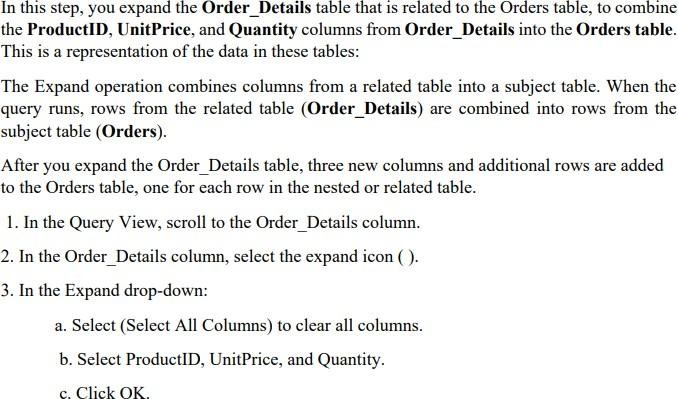 In this step, you expand the Order_Details table that is related to the Orders table, to combine
the ProductID, UnitPrice, and Quantity columns from Order_Details into the Orders table.
This is a representation of the data in these tables:
The Expand operation combines columns from a related table into a subject table. When the
query runs, rows from the related table (Order_Details) are combined into rows from the
subject table (Orders).
After you expand the Order_Details table, three new columns and additional rows are added
to the Orders table, one for each row in the nested or related table.
1. In the Query View, scroll to the Order_Details column.
2. In the Order_Details column, select the expand icon ( ).
3. In the Expand drop-down:
a. Select (Select All Columns) to clear all columns.
b. Select ProductID, UnitPrice, and Quantity.
c. Click OK.